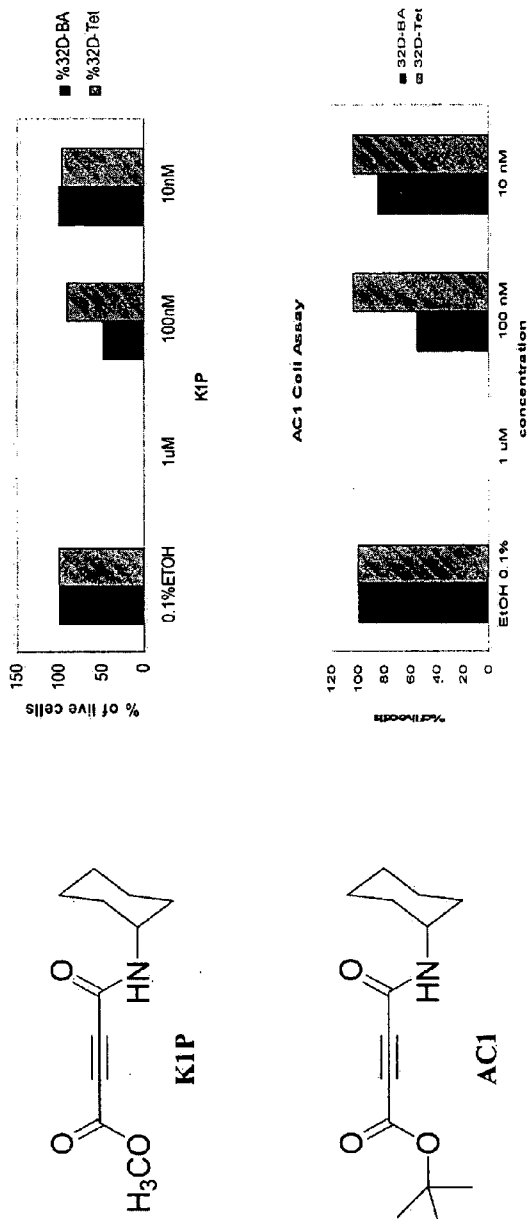 O
O
H₃CO
HN
K1P
150
100
50
0
% of live cells
0.1%ETOH
1uM
100nM
10nM
K1P
%32D-BA
%32D-Tet
O
O
O
HN
AC1
AC1 Coll Assay
120
100
80
60
40
20
0
%oflivecells
EtOH 0.1%
1 uM
100 nM
10 nM
concentration
32D-BA
32D-Tet